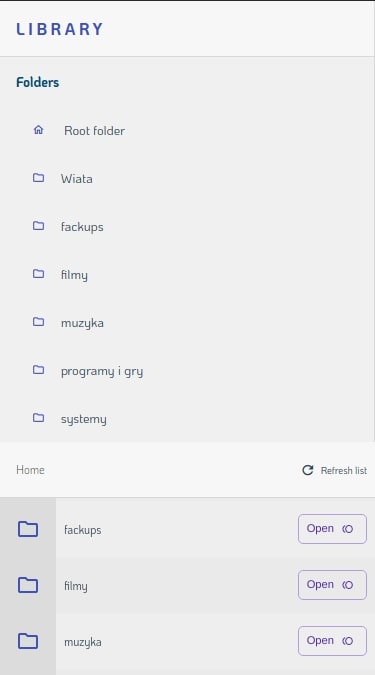 LIBRARY
Folders
Root folder
Wiata
fackups
filmy
muzyka
programy i gry
systemy
Home
Refresh list
fackups
Open
filmy
Open
muzyka
Open